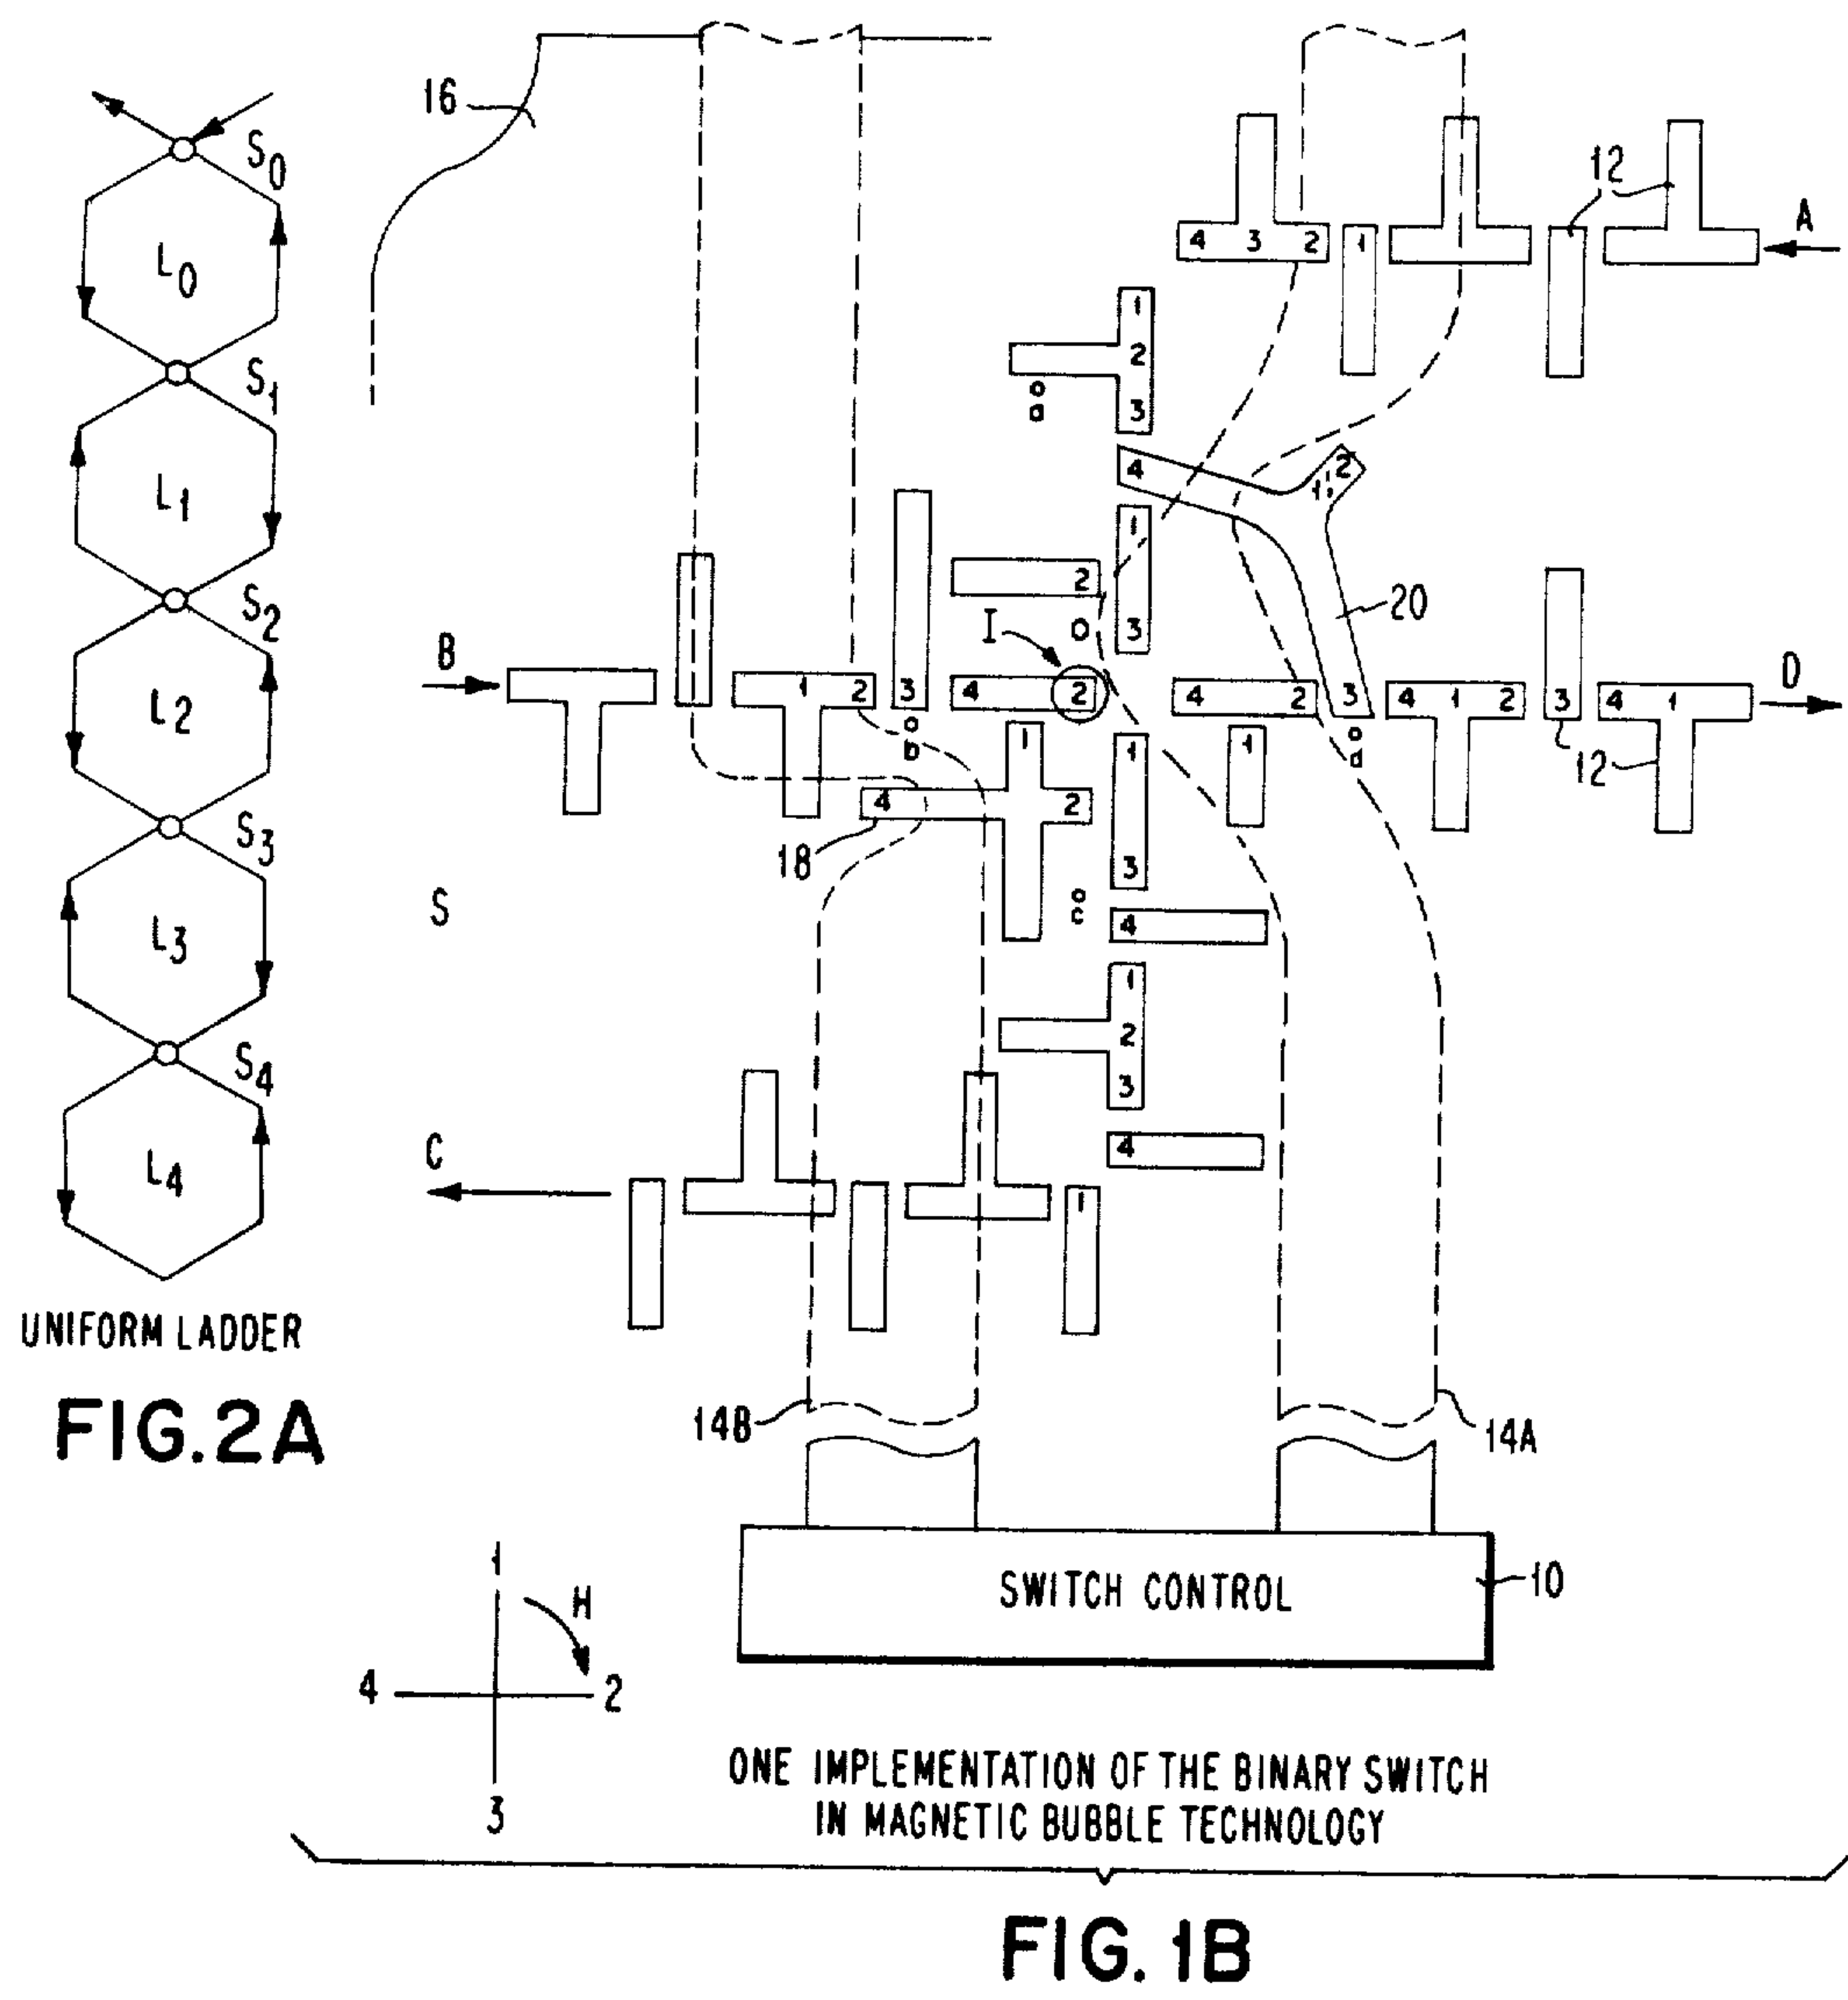 S0
L0
S1
L1
S2
L2
S3
L3
S4
L4
UNIFORM LADDER
FIG.2A
16
12
A
4 3 2 1
1
2
3
a
4
1,
2
1
2
3
20
I
B
1 2 3 4 2
4 2 3 4 1 2 3 4 1
D
b
d
12
1
1
1
4 2
18
3
S
c
4
1
2
3
4
C
1
14B
14A
SWITCH CONTROL
10
1
H
4
2
3
ONE IMPLEMENTATION OF THE BINARY SWITCH
IN MAGNETIC BUBBLE TECHNOLOGY
FIG. 1B